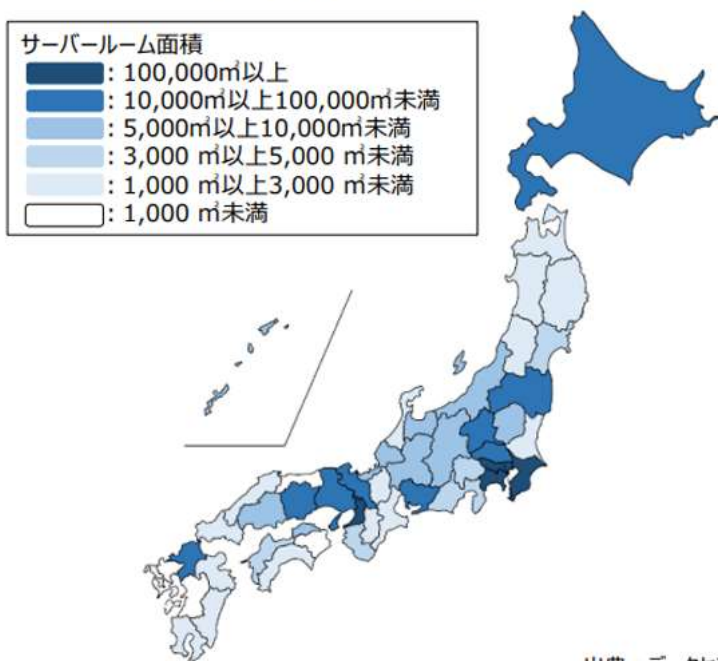 サーバールーム面積
: 100,000㎡以上
: 10,000㎡以上100,000㎡未満
: 5,000㎡以上10,000㎡未満
: 3,000 ㎡以上5,000 ㎡未満
: 1,000 ㎡以上3,000 ㎡未満
: 1,000 ㎡未満